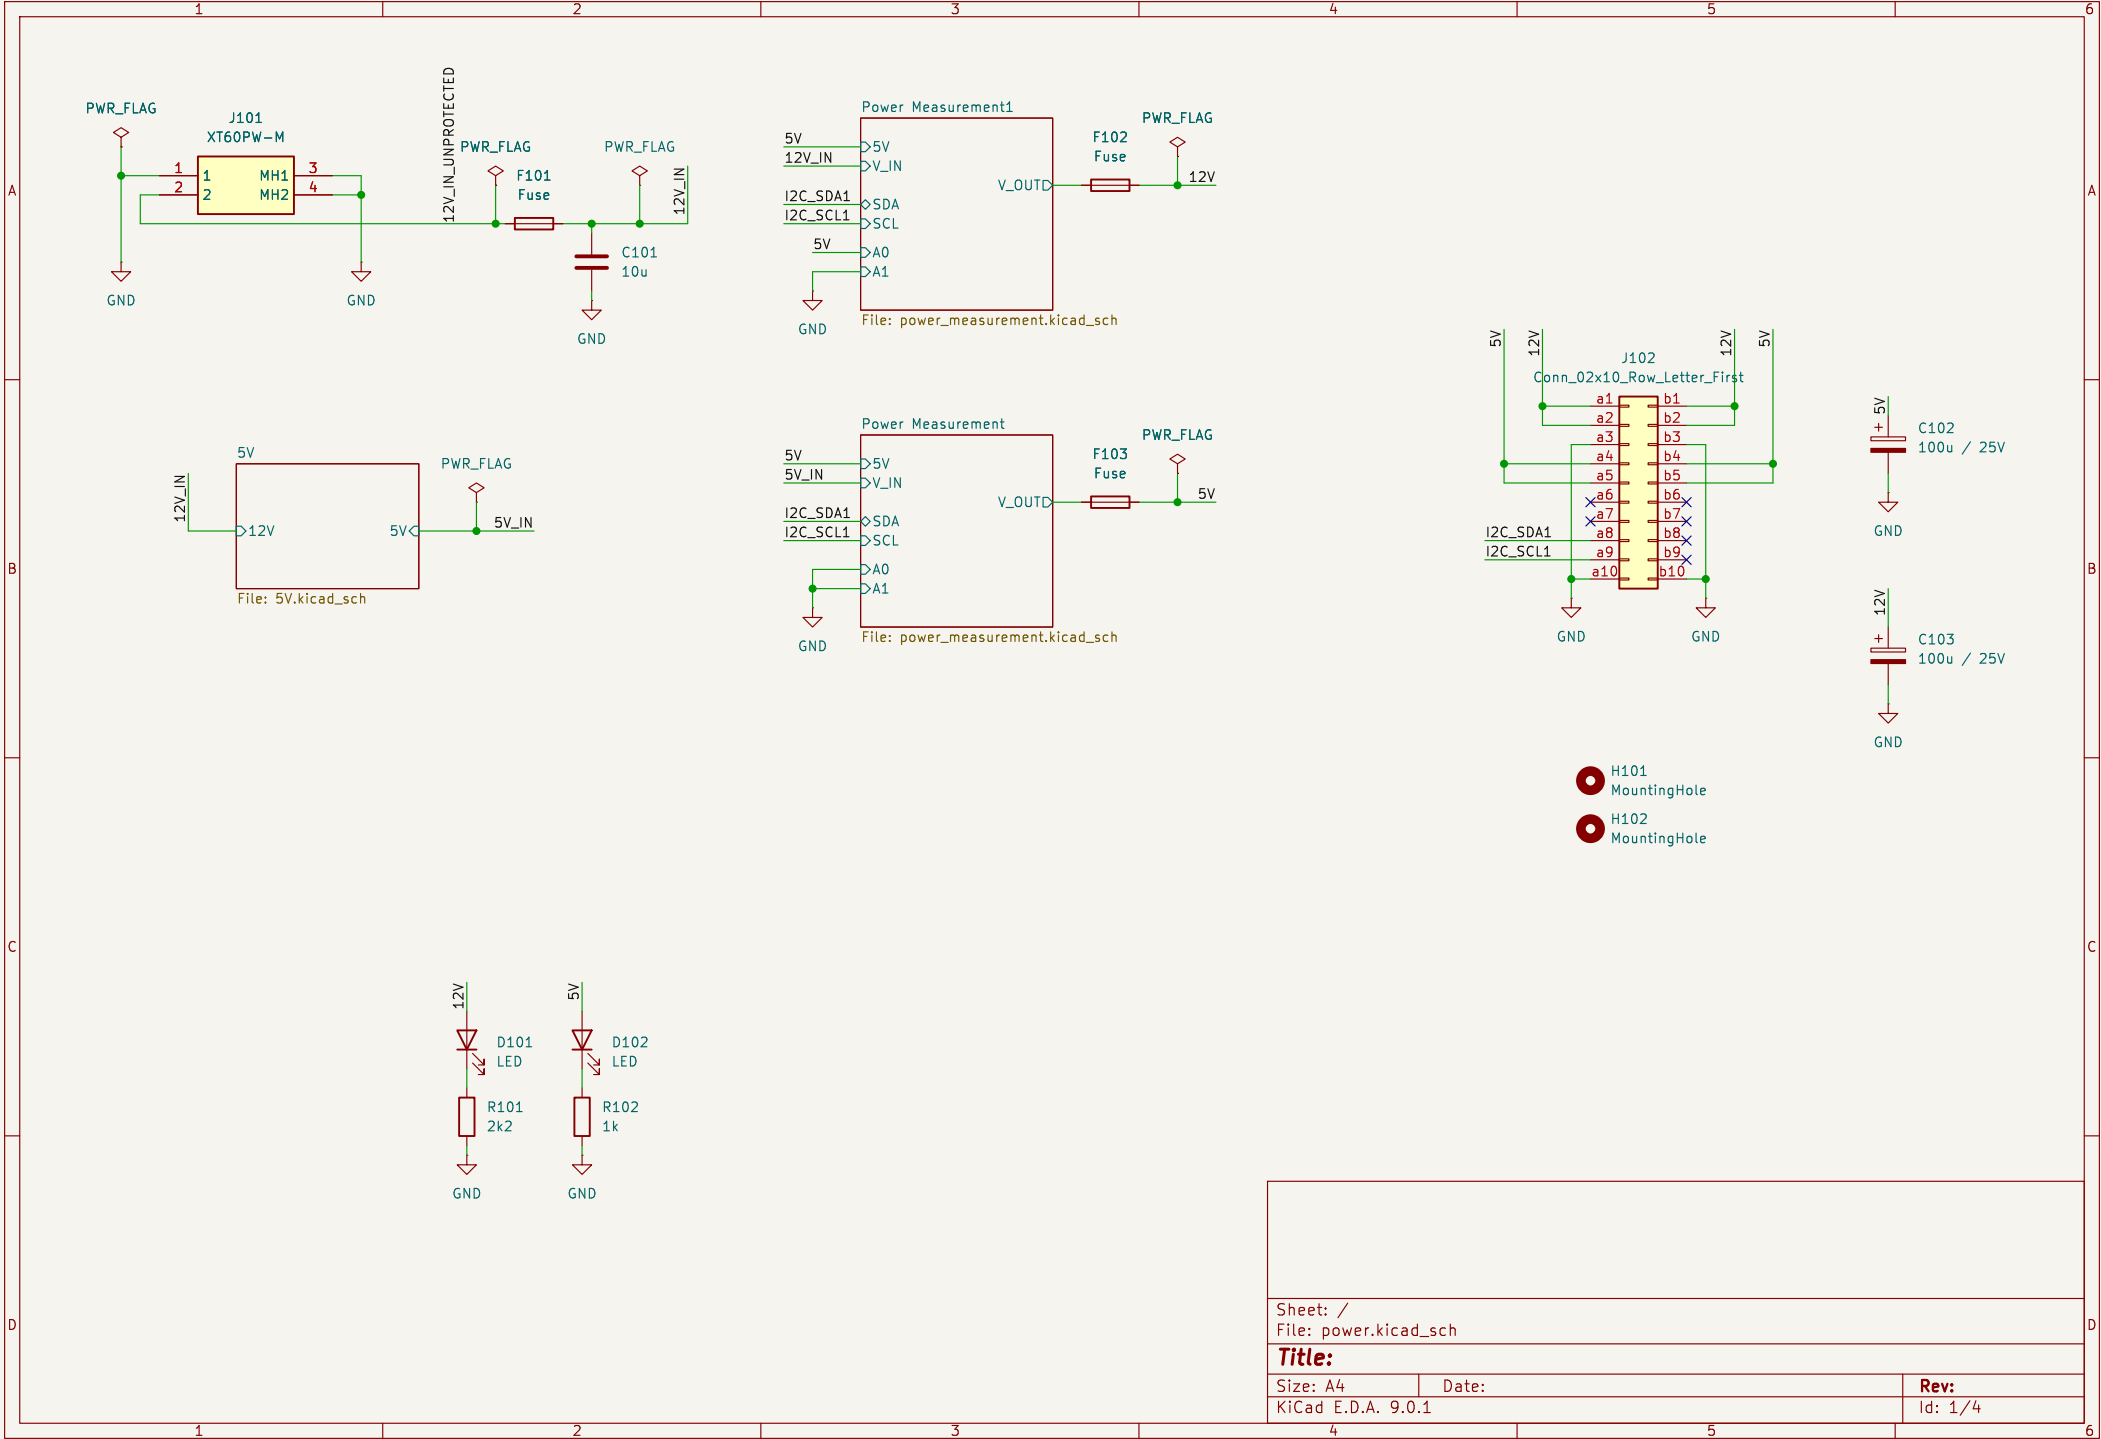 1 2 3 4 5 6
A
B
C
D
PWR_FLAG
J101
XT60PW-M
1 1
2 2
MH1 3
MH2 4
GND
GND
12V_IN_UNPROTECTED
PWR_FLAG
F101
Fuse
PWR_FLAG
12V_IN
C101
10u
GND
Power Measurement1
5V 5V
12V_IN V_IN
I2C_SDA1 SDA
I2C_SCL1 SCL
5V A0
A1
GND
V_OUT
File: power_measurement.kicad_sch
F102
Fuse
PWR_FLAG
12V
5V
12V_IN
12V
5V
File: 5V.kicad_sch
PWR_FLAG
5V_IN
Power Measurement
5V 5V
5V_IN V_IN
I2C_SDA1 SDA
I2C_SCL1 SCL
A0
A1
GND
V_OUT
File: power_measurement.kicad_sch
F103
Fuse
PWR_FLAG
5V
5V 12V 12V 5V
J102
Conn_02x10_Row_Letter_First
a1 b1
a2 b2
a3 b3
a4 b4
a5 b5
a6 b6
a7 b7
I2C_SDA1 a8 b8
I2C_SCL1 a9 b9
a10 b10
GND GND
5V
+
C102
100u / 25V
GND
12V
+
C103
100u / 25V
GND
H101
MountingHole
H102
MountingHole
12V
D101
LED
R101
2k2
GND
5V
D102
LED
R102
1k
GND
Sheet: /
File: power.kicad_sch
Title:
Size: A4 Date: Rev:
KiCad E.D.A. 9.0.1 Id: 1/4
A
B
C
D
1 2 3 4 5 6